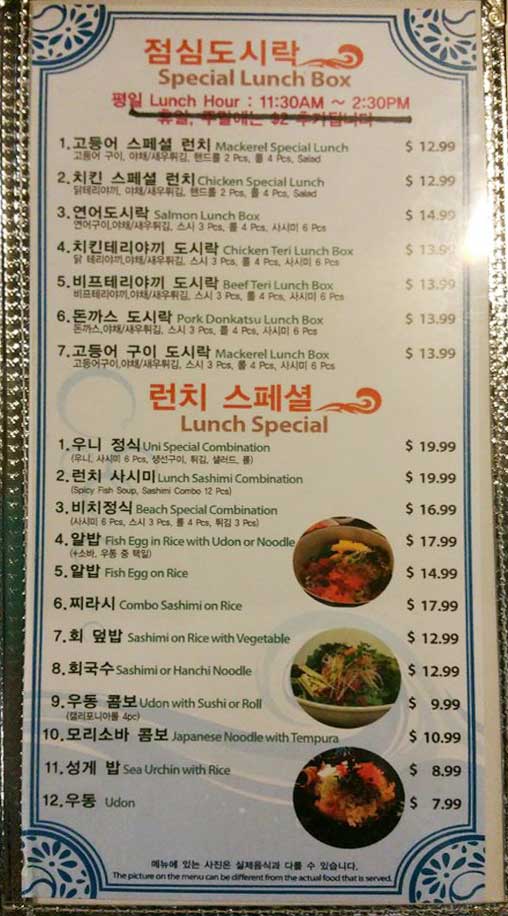 점심도시락
Special Lunch Box
평일 Lunch Hour : 11:30AM ~ 2:30PM
휴일, 주말에는 $2 추가됩니다
1.고등어 스페셜 런치 Mackerel Special Lunch $ 12.99
고등어 구이, 야채/새우튀김, 핸드롤 2 Pcs, 롤 4 Pcs, Salad
2.치킨 스페셜 런치 Chicken Special Lunch $ 12.99
닭테리야끼, 야채/새우튀김, 핸드롤 2 Pcs, 롤 4 Pcs, Salad
3.연어도시락 Salmon Lunch Box $ 14.99
연어구이,야채/새우튀김, 스시 3 Pcs, 롤 4 Pcs, 사시미 6 Pcs
4.치킨테리야끼 도시락 Chicken Teri Lunch Box $ 13.99
닭 테리야끼,야채/새우튀김, 스시 3 Pcs, 롤 4 Pcs, 사시미 6 Pcs
5.비프테리야끼 도시락 Beef Teri Lunch Box $ 13.99
비프테리야끼,야채/새우튀김, 스시 3 Pcs, 롤 4 Pcs, 사시미 6 Pcs
6.돈까스 도시락 Pork Donkatsu Lunch Box $ 13.99
돈까스,야채/새우튀김, 스시 3 Pcs, 롤 4 Pcs, 사시미 6 Pcs
7.고등어 구이 도시락 Mackerel Lunch Box $ 13.99
고등어구이,야채/새우튀김, 스시 3 Pcs, 롤 4 Pcs, 사시미 6 Pcs
런치 스페셜
Lunch Special
1.우니 정식 Uni Special Combination $ 19.99
(우니, 사시미 6 Pcs, 생선구이, 튀김, 샐러드, 롤)
2.런치 사시미 Lunch Sashimi Combination $ 19.99
(Spicy Fish Soup, Sashimi Combo 12 Pcs)
3.비치정식 Beach Special Combination $ 16.99
(사시미 6 Pcs, 스시 3 Pcs, 롤 4 Pcs, 튀김 3 Pcs)
4.알밥 Fish Egg in Rice with Udon or Noodle $ 17.99
(+소바, 우동 중 택일)
5.알밥 Fish Egg on Rice $ 14.99
6.찌라시 Combo Sashimi on Rice $ 17.99
7.회 덮밥 Sashimi on Rice with Vegetable $ 12.99
8.회국수 Sashimi or Hanchi Noodle $ 12.99
9.우동 콤보 Udon with Sushi or Roll $ 9.99
(캘리포니아롤 4pc)
10.모리소바 콤보 Japanese Noodle with Tempura $ 10.99
11.성게 밥 Sea Urchin with Rice $ 8.99
12.우동 Udon $ 7.99
메뉴에 있는 사진은 실제음식과 다를 수 있습니다.
The picture on the menu can be different from the actual food that is served.